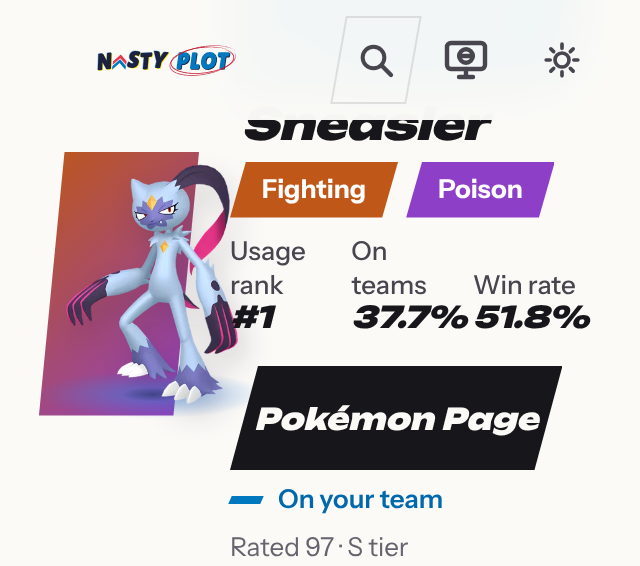 NASTY PLOT
Sneasler
Fighting
Poison
Usage rank
On teams
Win rate
#1
37.7%
51.8%
Pokémon Page
On your team
Rated 97 · S tier